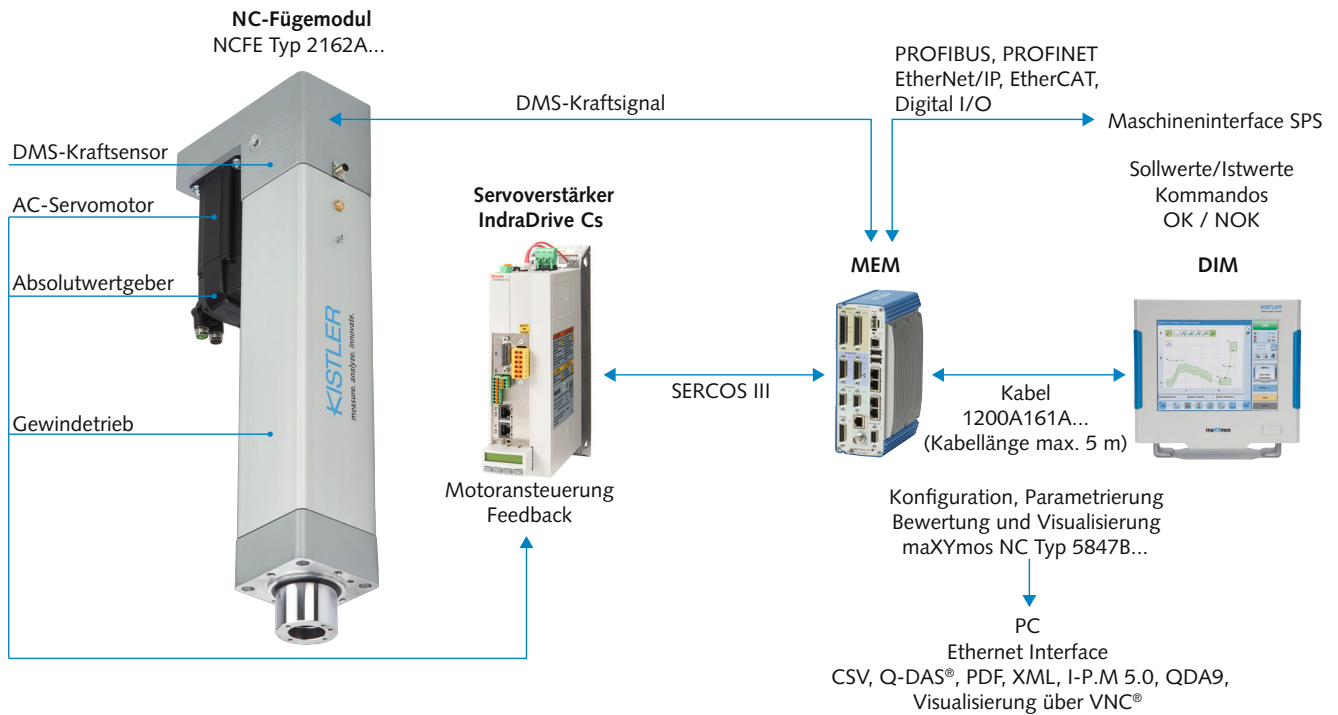 NC-Fügemodul
NCFE Typ 2162A...
DMS-Kraftsensor
AC-Servomotor
Absolutwertgeber
Gewindetrieb
KISTLER
measure. analyze. innovate.
DMS-Kraftsignal
PROFIBUS, PROFINET
EtherNet/IP, EtherCAT,
Digital I/O
Maschineninterface SPS
Sollwerte/Istwerte
Kommandos
OK / NOK
Servoverstärker
IndraDrive Cs
Motoransteuerung
Feedback
SERCOS III
MEM
Kabel
1200A161A...
(Kabellänge max. 5 m)
DIM
KISTLER
maXYmos
Konfiguration, Parametrierung
Bewertung und Visualisierung
maXYmos NC Typ 5847B...
PC
Ethernet Interface
CSV, Q-DAS®, PDF, XML, I-P.M 5.0, QDA9,
Visualisierung über VNC®